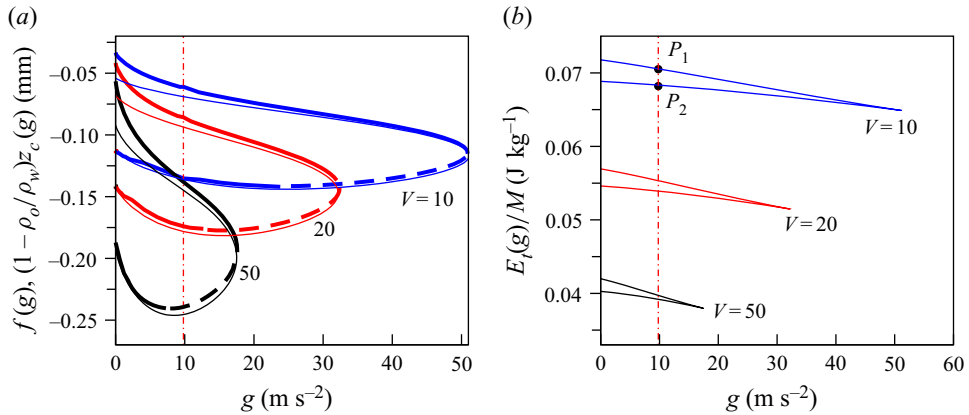 (a)
f(g), (1 – ρo/ρw)zc(g) (mm)
–0.05
–0.10
–0.15
–0.20
–0.25
0
10
20
30
40
50
g (m s⁻²)
V = 10
20
50
(b)
Et(g)/M (J kg⁻¹)
0.07
0.06
0.05
0.04
0
10
20
30
40
50
60
g (m s⁻²)
P1
P2
V = 10
V = 20
V = 50